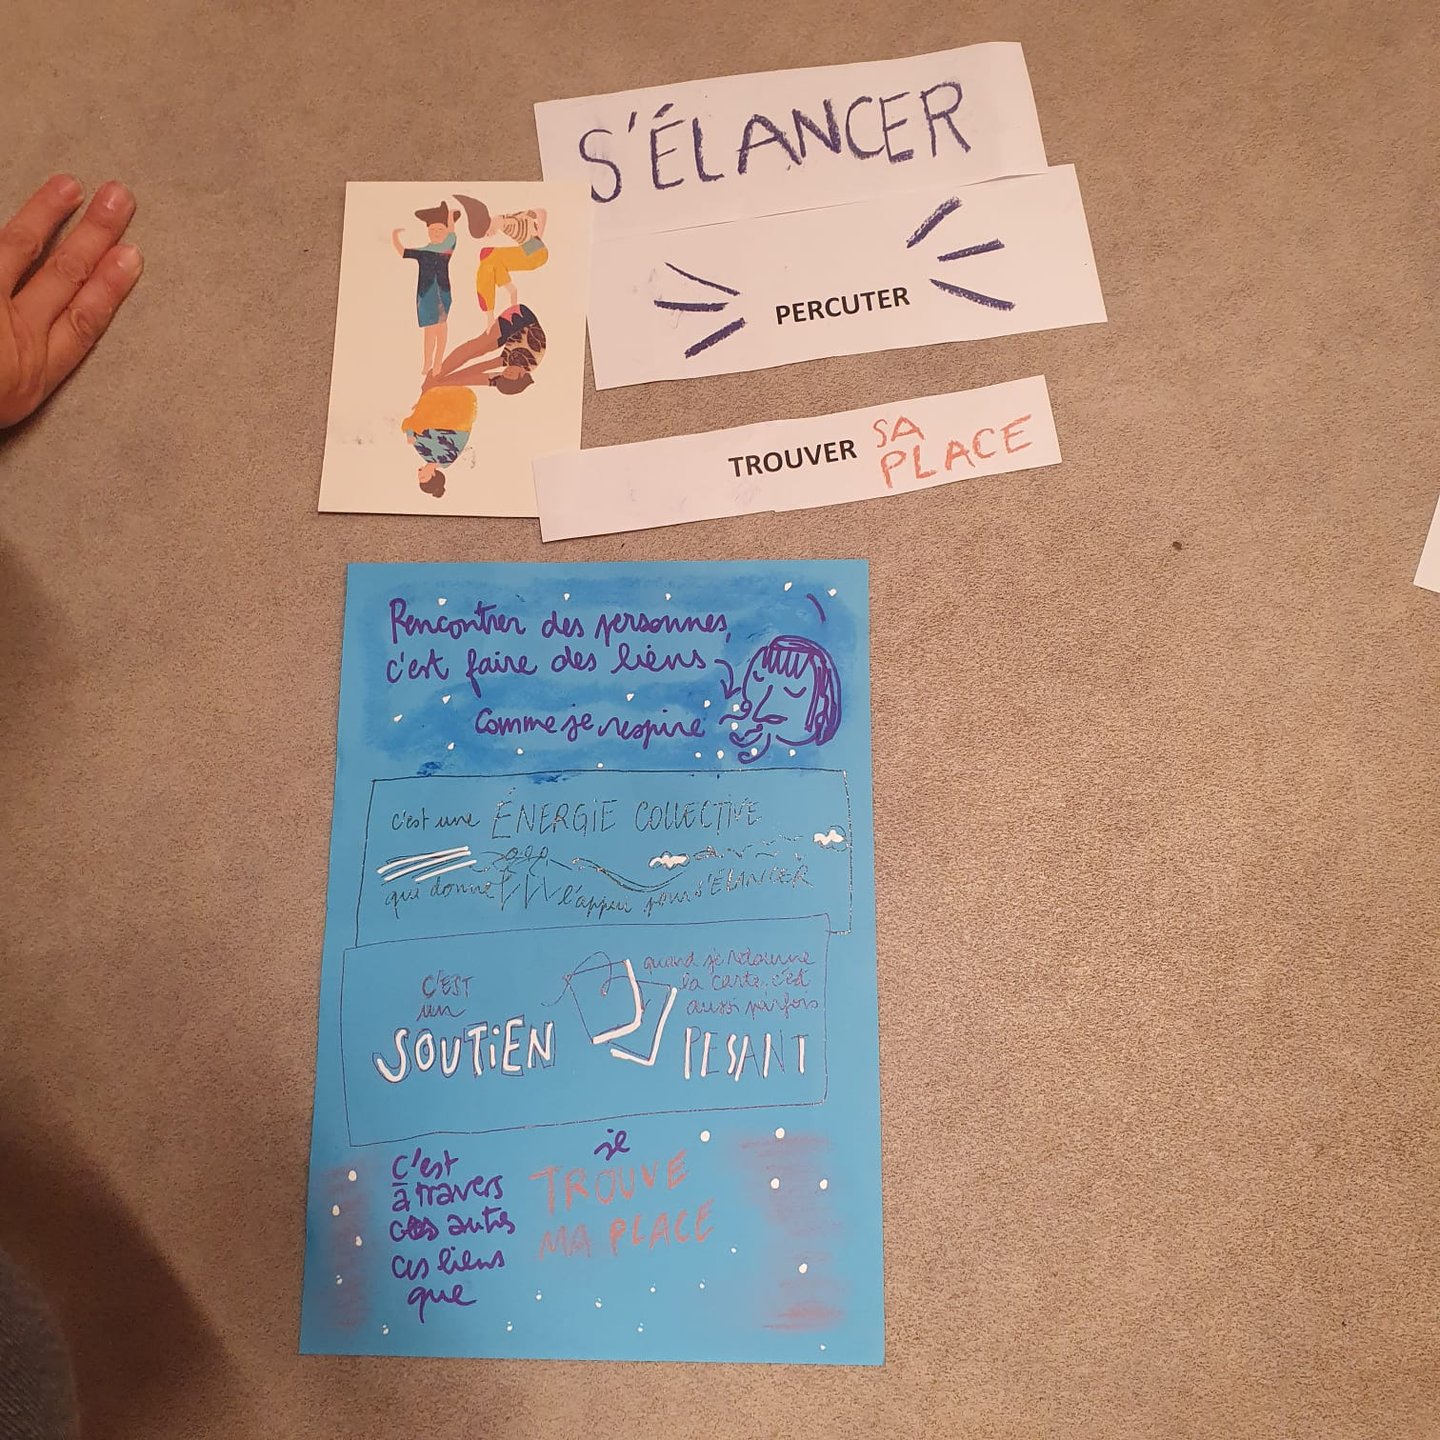 S'ÉLANCER
PERCUTER
TROUVER SA
PLACE
Rencontrer des personnes,
c'est faire des liens
comme je respire
c'est une ÉNERGIE COLLECTIVE
que donne l'appui pour S'ÉLANCER
C'EST
un
SOUTIEN
quand je retourne
la carte, c'est
aussi parfois
PESANT
c'est
à travers
ces autres
ces liens
que
je
TROUVE
MA PLACE